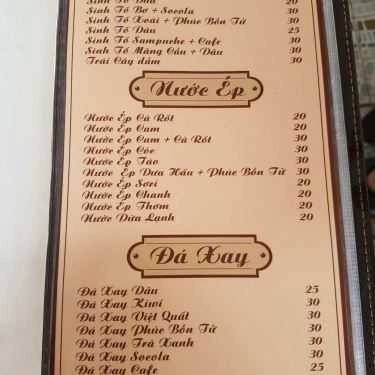 Sinh Tố Dừa 20
Sinh Tố Bơ + Socola 30
Sinh Tố Xoài + Phúc Bồn Tử 30
Sinh Tố Dâu 25
Sinh Tố Sampuche + Cafe 30
Sinh Tố Mãng Cầu + Dâu 30
Trái Cây dầm 30
Nước Ép
Nước Ép Cà Rốt 20
Nước Ép Cam 20
Nước Ép Cam + Cà Rốt 30
Nước Ép Cóc 30
Nước Ép Táo 30
Nước Ép Dưa Hấu + Phúc Bồn Tử 30
Nước Ép Sơri 20
Nước Ép Chanh 20
Nước Ép Thơm 20
Nước Dừa Lạnh 20
Đá Xay
Đá Xay Dâu 25
Đá Xay Kiwi 30
Đá Xay Việt Quất 30
Đá Xay Phúc Bồn Tử 30
Đá Xay Trà Xanh 30
Đá Xay Socola 30
Đá Xay Cafe 25